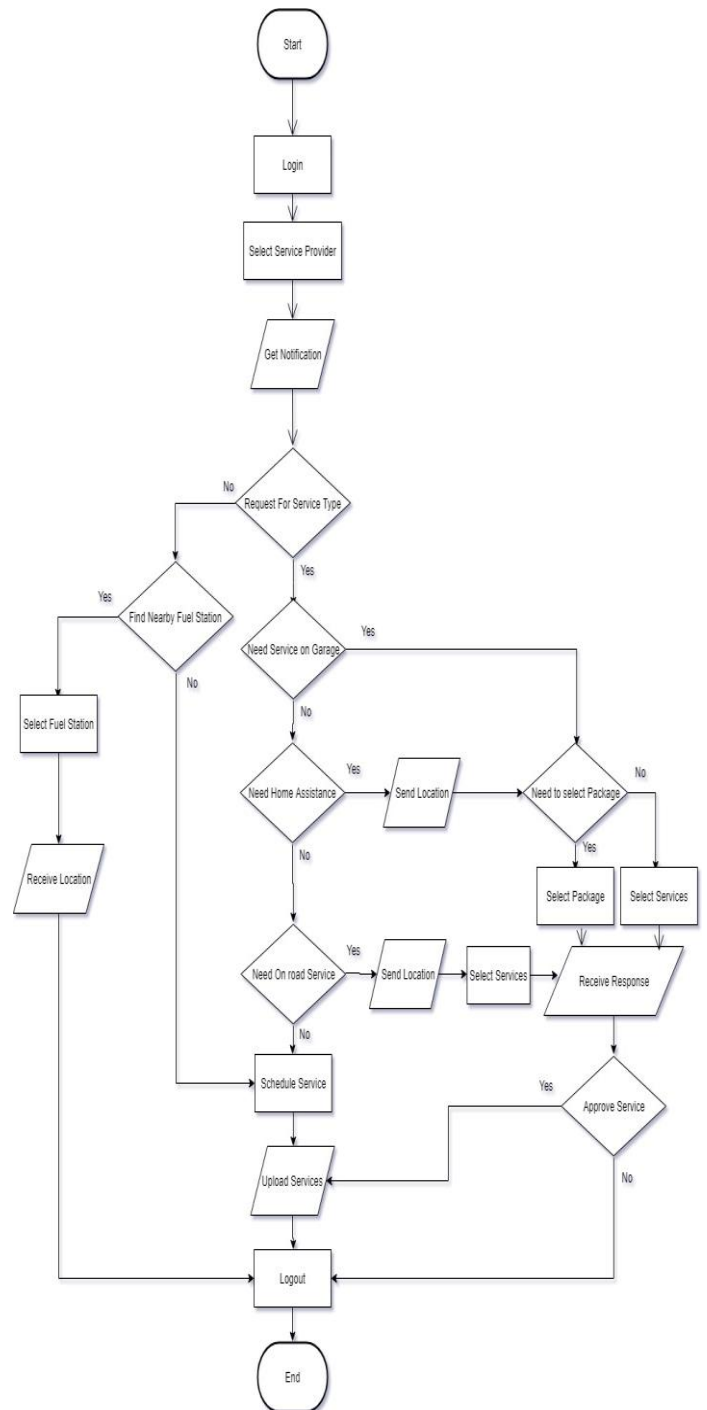 Start
Login
Select Service Provider
Get Notification
No
Request For Service Type
Yes
Yes
Find Nearby Fuel Station
Need Service on Garage
Yes
No
No
Select Fuel Station
Yes
No
Need Home Assistance
Send Location
Need to select Package
Yes
No
Receive Location
Select Package
Select Services
Yes
Need On road Service
Send Location
Select Services
Receive Response
No
Schedule Service
Yes
Approve Service
No
Upload Services
Logout
End